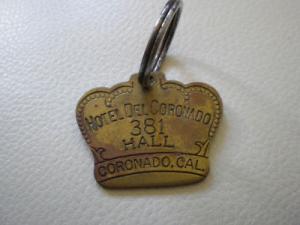 HOTEL DEL CORONADO
381
HALL
CORONADO, CAL.